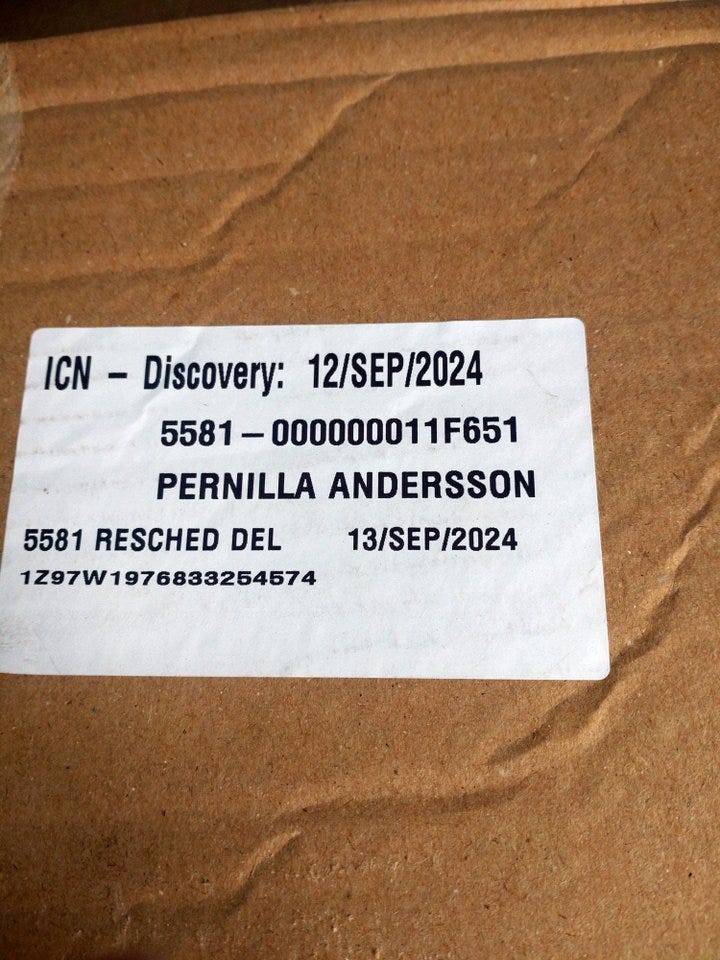 ICN – Discovery: 12/SEP/2024
5581–000000011F651
PERNILLA ANDERSSON
5581 RESCHED DEL 13/SEP/2024
1Z97W1976833254574